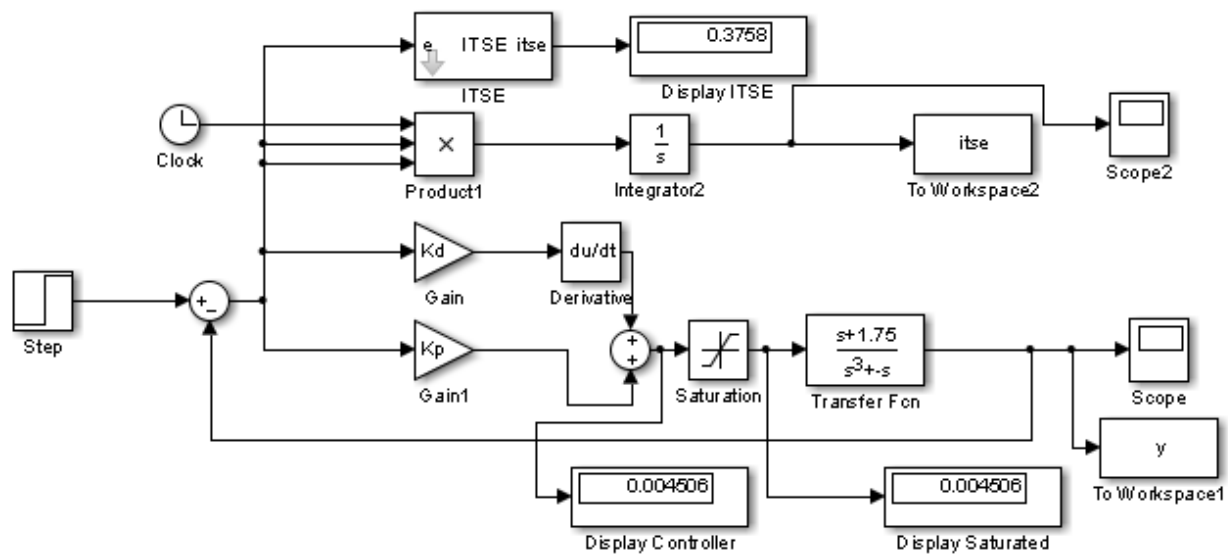 e ITSE itse
ITSE
0.3758
Display ITSE
Clock
×
Product1
1
s
Integrator2
itse
To Workspace2
Scope2
Step
+
−
Kd
Gain
du/dt
Derivative
Kp
Gain1
+
+
Saturation
s+1.75
s³+-s
Transfer Fcn
Scope
y
To Workspace1
0.004506
Display Controller
0.004506
Display Saturated